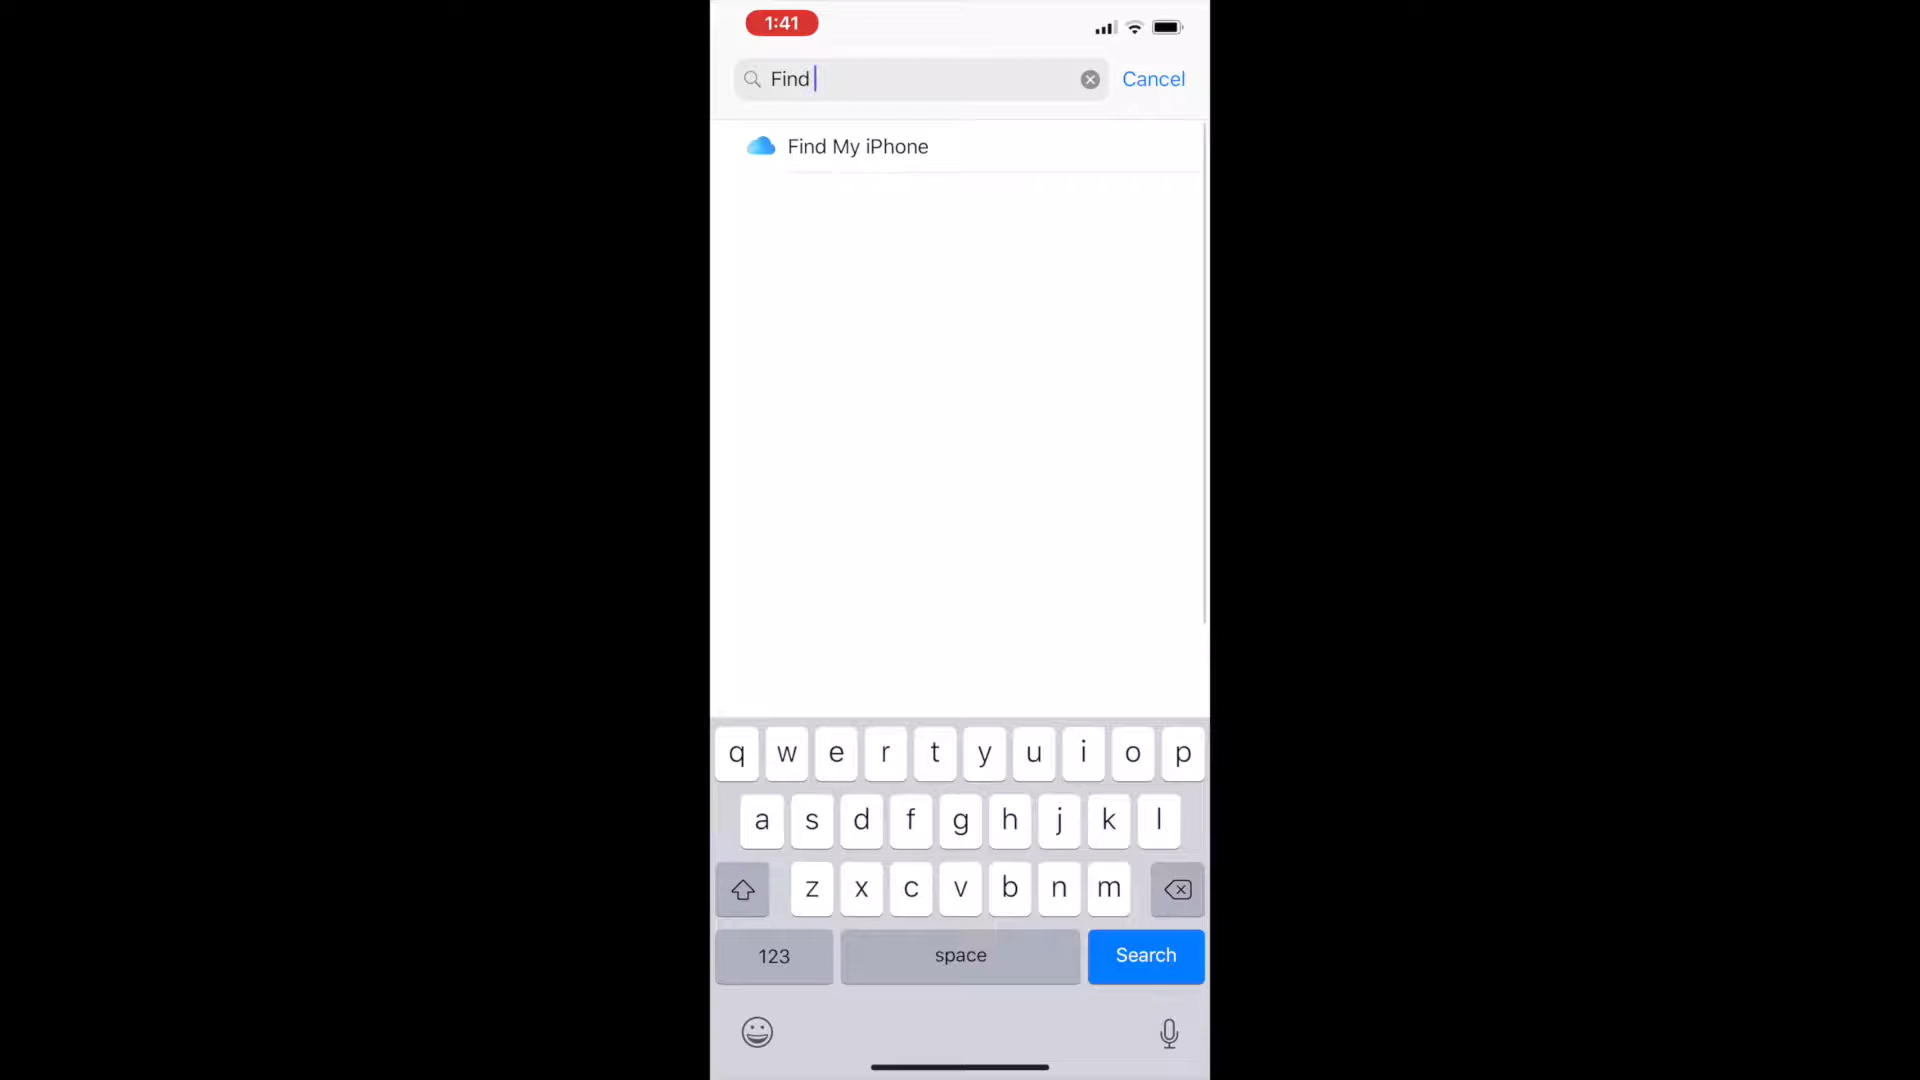 1:41
Find
Cancel
Find My iPhone
q w e r t y u i o p
a s d f g h j k l
z x c v b n m
123 space Search